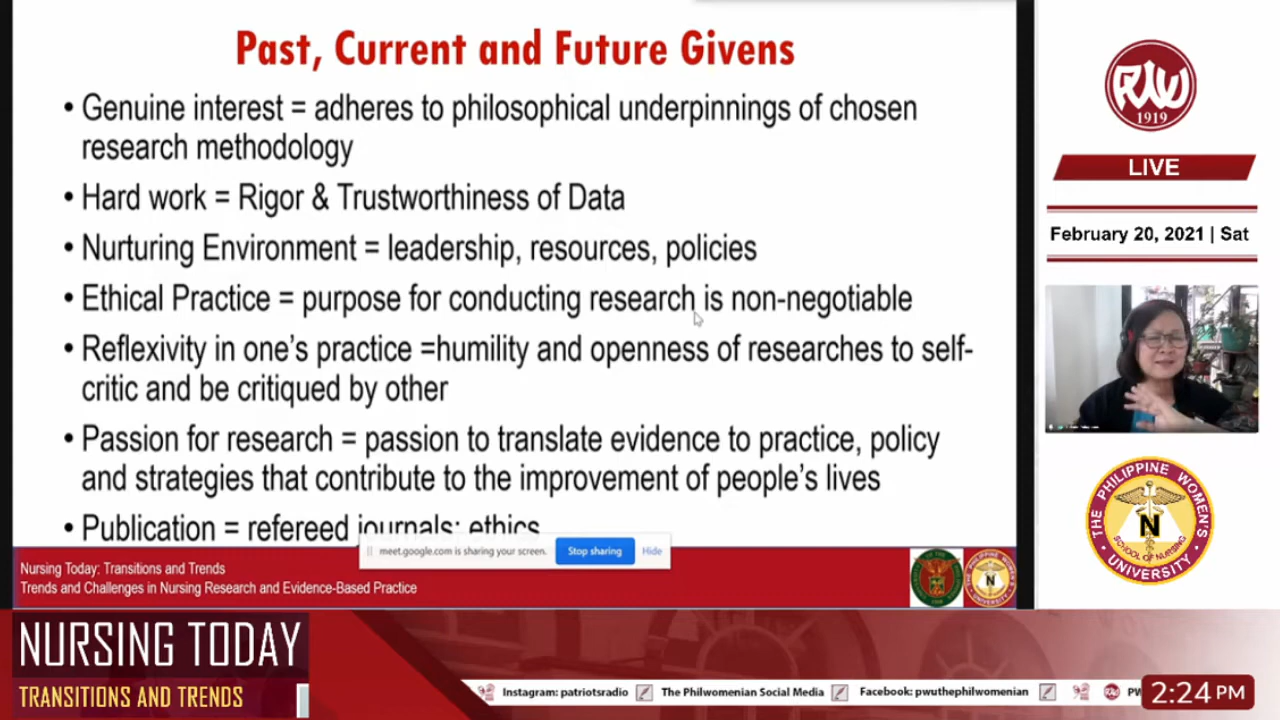 Past, Current and Future Givens
• Genuine interest = adheres to philosophical underpinnings of chosen
research methodology
• Hard work = Rigor & Trustworthiness of Data
• Nurturing Environment = leadership, resources, policies
• Ethical Practice = purpose for conducting research is non-negotiable
• Reflexivity in one's practice =humility and openness of researches to self-
critic and be critiqued by other
• Passion for research = passion to translate evidence to practice, policy
and strategies that contribute to the improvement of people's lives
• Publication = refereed journals; ethics
meet.google.com is sharing your screen.
Stop sharing
Hide
Nursing Today: Transitions and Trends
Trends and Challenges in Nursing Research and Evidence-Based Practice
1919
LIVE
February 20, 2021 | Sat
THE PHILIPPINE WOMEN'S UNIVERSITY
SCHOOL OF NURSING
N
NURSING TODAY
TRANSITIONS AND TRENDS
Instagram: patriotsradio
The Philwomenian Social Media
Facebook: pwuthephilwomenian
2:24 PM